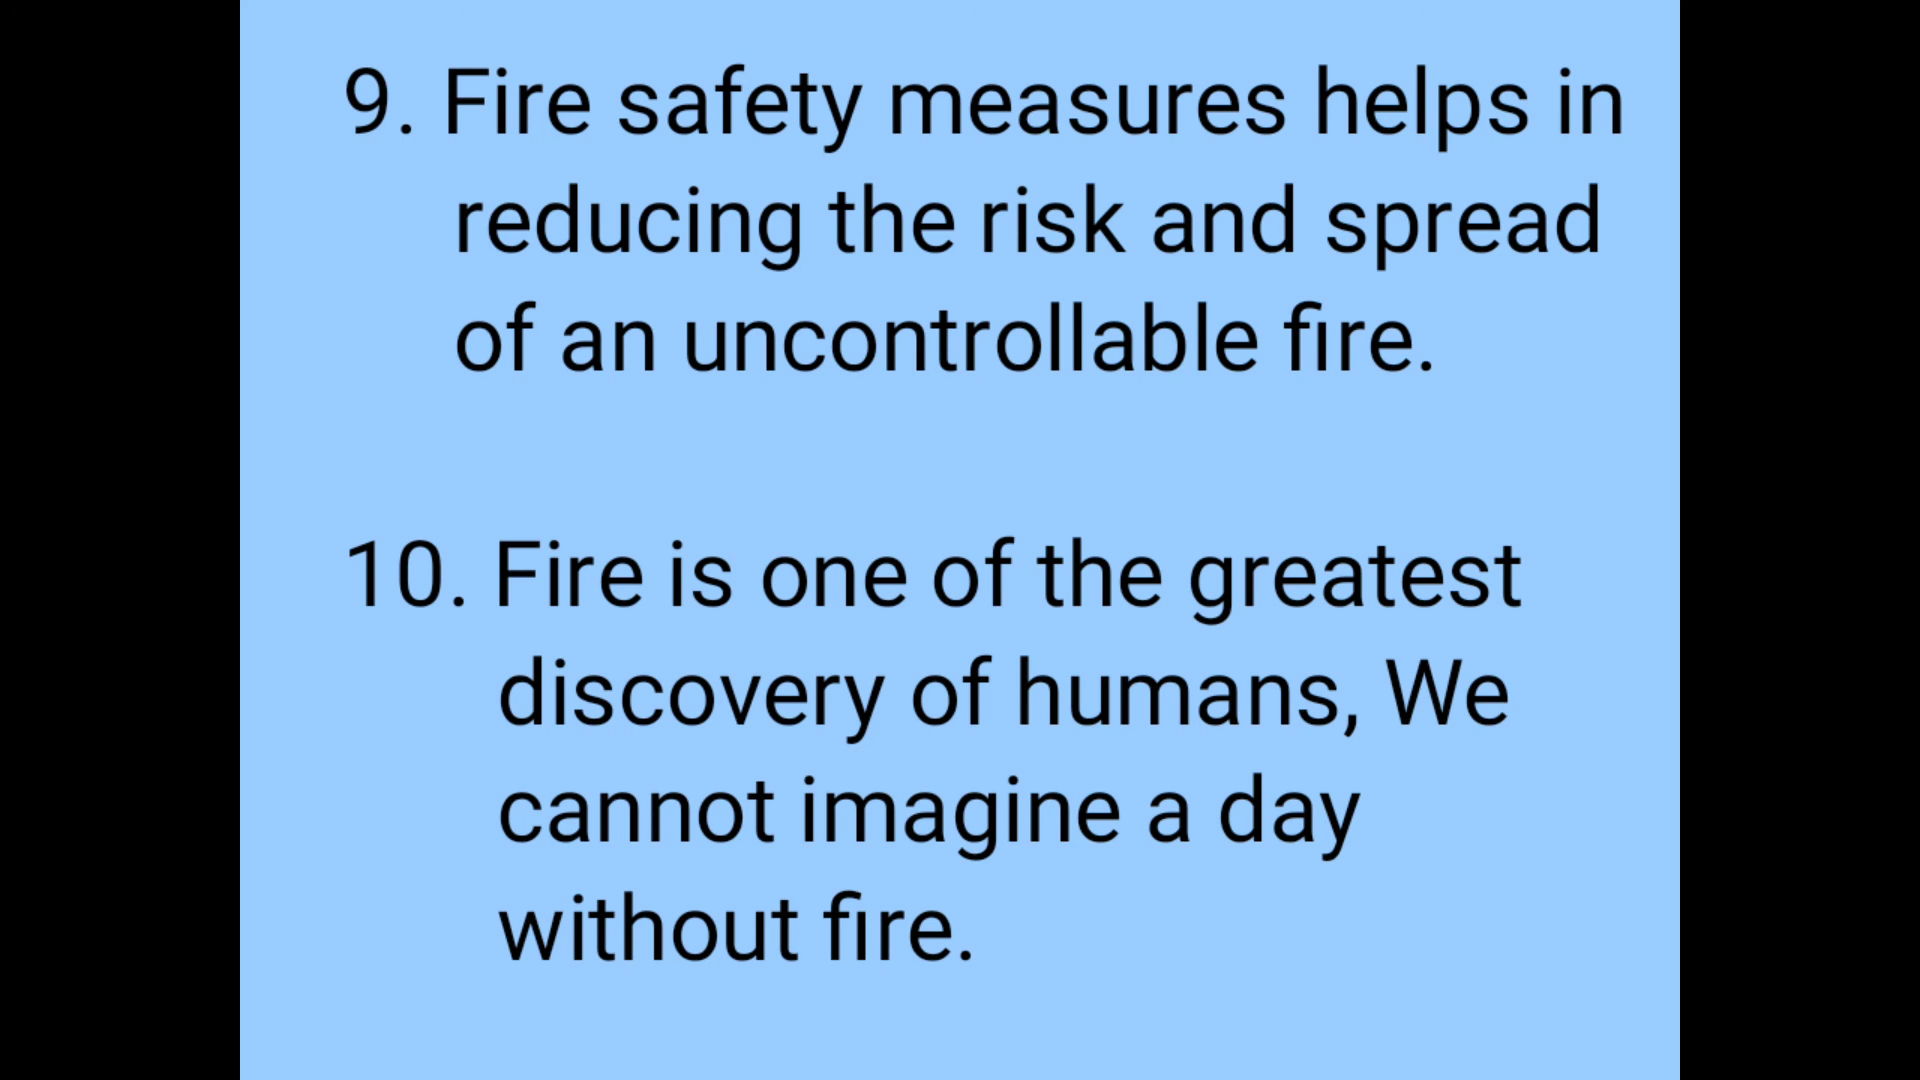 9. Fire safety measures helps in
reducing the risk and spread
of an uncontrollable fire.
10. Fire is one of the greatest
discovery of humans, We
cannot imagine a day
without fire.